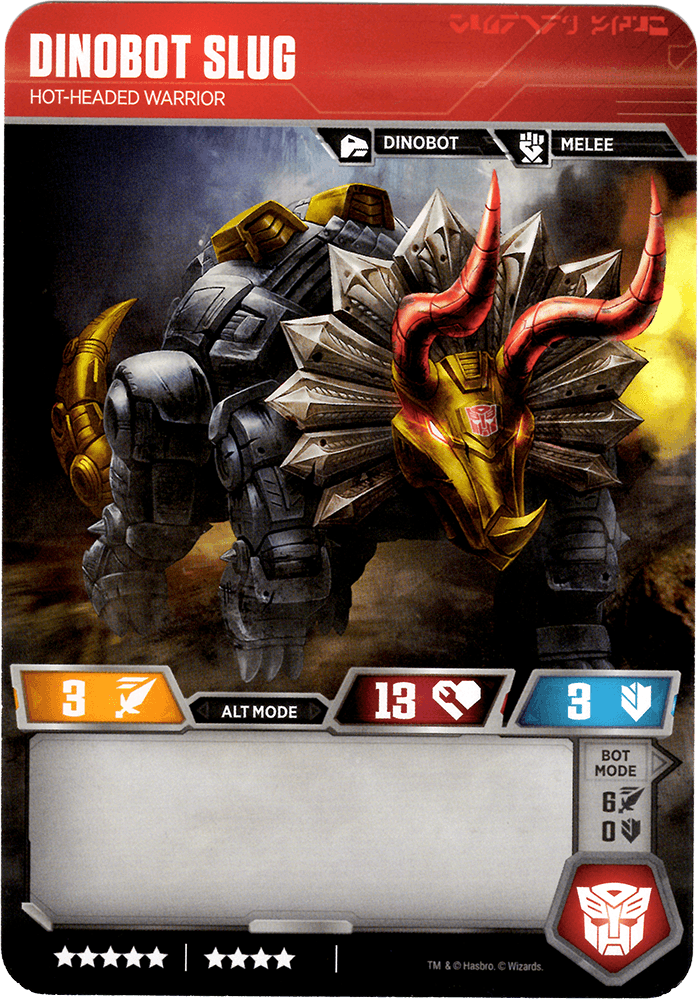 DINOBOT SLUG
HOT-HEADED WARRIOR
DINOBOT
MELEE
3
ALT MODE
13
3
BOT
MODE
6
0
TM & © Hasbro. © Wizards.